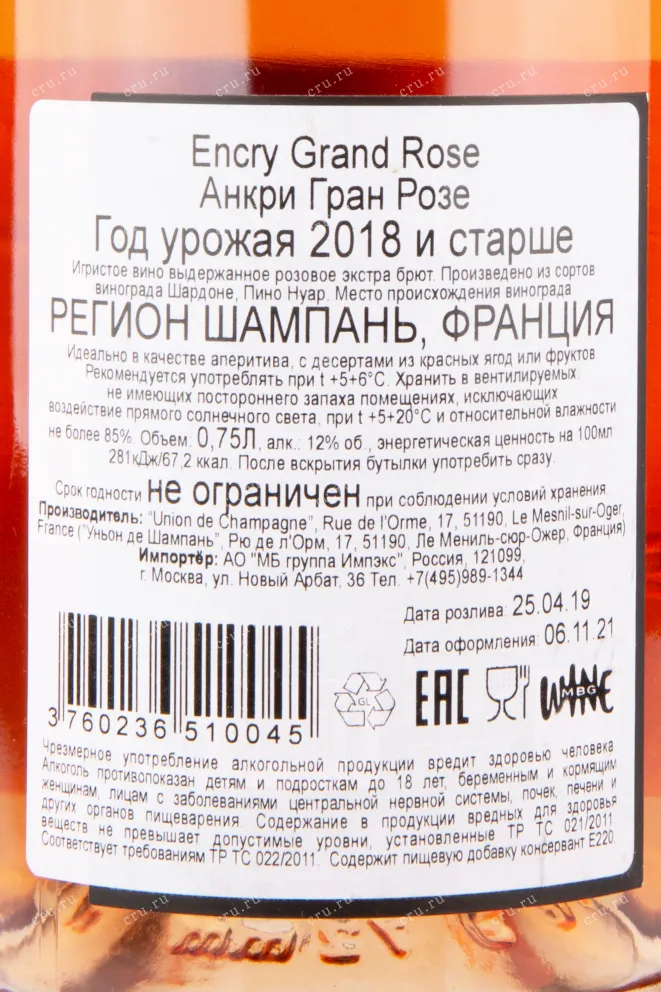 Encry Grand Rose
Анкри Гран Розе
Год урожая 2018 и старше
Игристое вино выдержанное розовое экстра брют. Произведено из сортов
винограда Шардоне, Пино Нуар. Место происхождения винограда
РЕГИОН ШАМПАНЬ, ФРАНЦИЯ
Идеально в качестве аперитива, с десертами из красных ягод или фруктов
Рекомендуется употреблять при t +5+6°C. Хранить в вентилируемых.
не имеющих постороннего запаха помещениях, исключающих
воздействие прямого солнечного света, при t +5+20°C и относительной влажности
не более 85%. Объем: 0,75Л, алк.: 12% об., энергетическая ценность на 100мл
281кДж/67,2 ккал. После вскрытия бутылки употребить сразу.
Срок годности не ограничен при соблюдении условий хранения.
Производитель: "Union de Champagne", Rue de l'Orme, 17, 51190, Le Mesnil-sur-Oger,
France ("Уньон де Шампань", Рю де л'Орм, 17, 51190, Ле Мениль-сюр-Ожер, Франция)
Импортёр: АО "МБ группа Импэкс", Россия, 121099,
г. Москва, ул. Новый Арбат, 36 Тел. +7(495)989-1344
Дата розлива: 25.04.19
Дата оформления: 06.11.21
3 760236 510045
GL
EAC
WINE
MBG
Чрезмерное употребление алкогольной продукции вредит здоровью человека
Алкоголь противопоказан детям и подросткам до 18 лет, беременным и кормящим
женщинам, лицам с заболеваниями центральной нервной системы, почек, печени и
других органов пищеварения. Содержание в продукции вредных для здоровья
веществ не превышает допустимые уровни, установленные ТР ТС 021/2011
Соответствует требованиям ТР ТС 022/2011. Содержит пищевую добавку консервант Е220
cru.ru